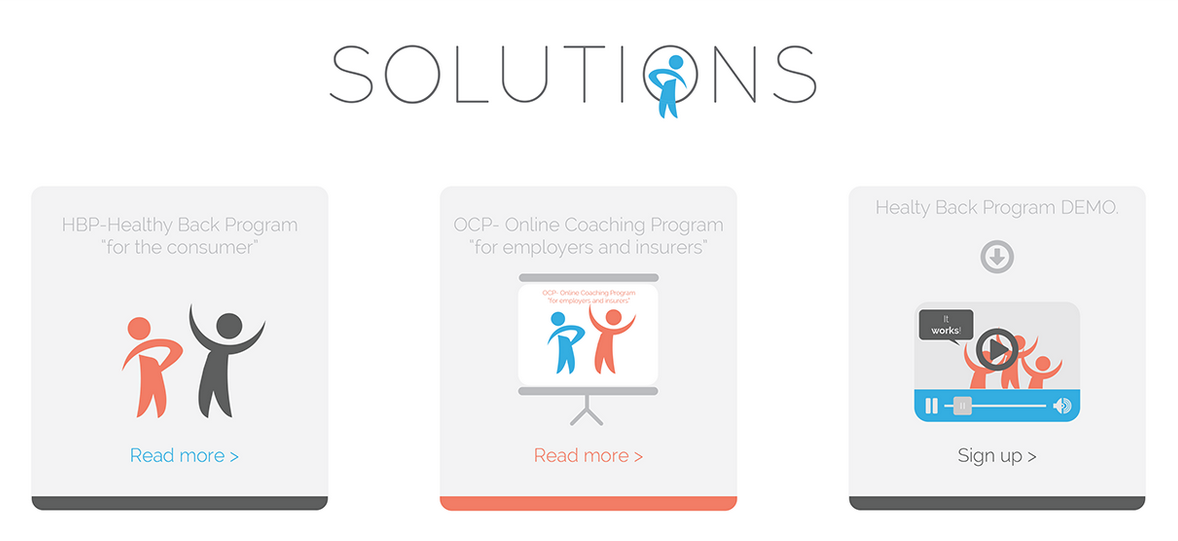 SOLUTIONS
HBP-Healthy Back Program
“for the consumer”
Read more >
OCP- Online Coaching Program
“for employers and insurers”
OCP- Online Coaching Program
“for employers and insurers”
Read more >
Healty Back Program DEMO.
It
works!
Sign up >